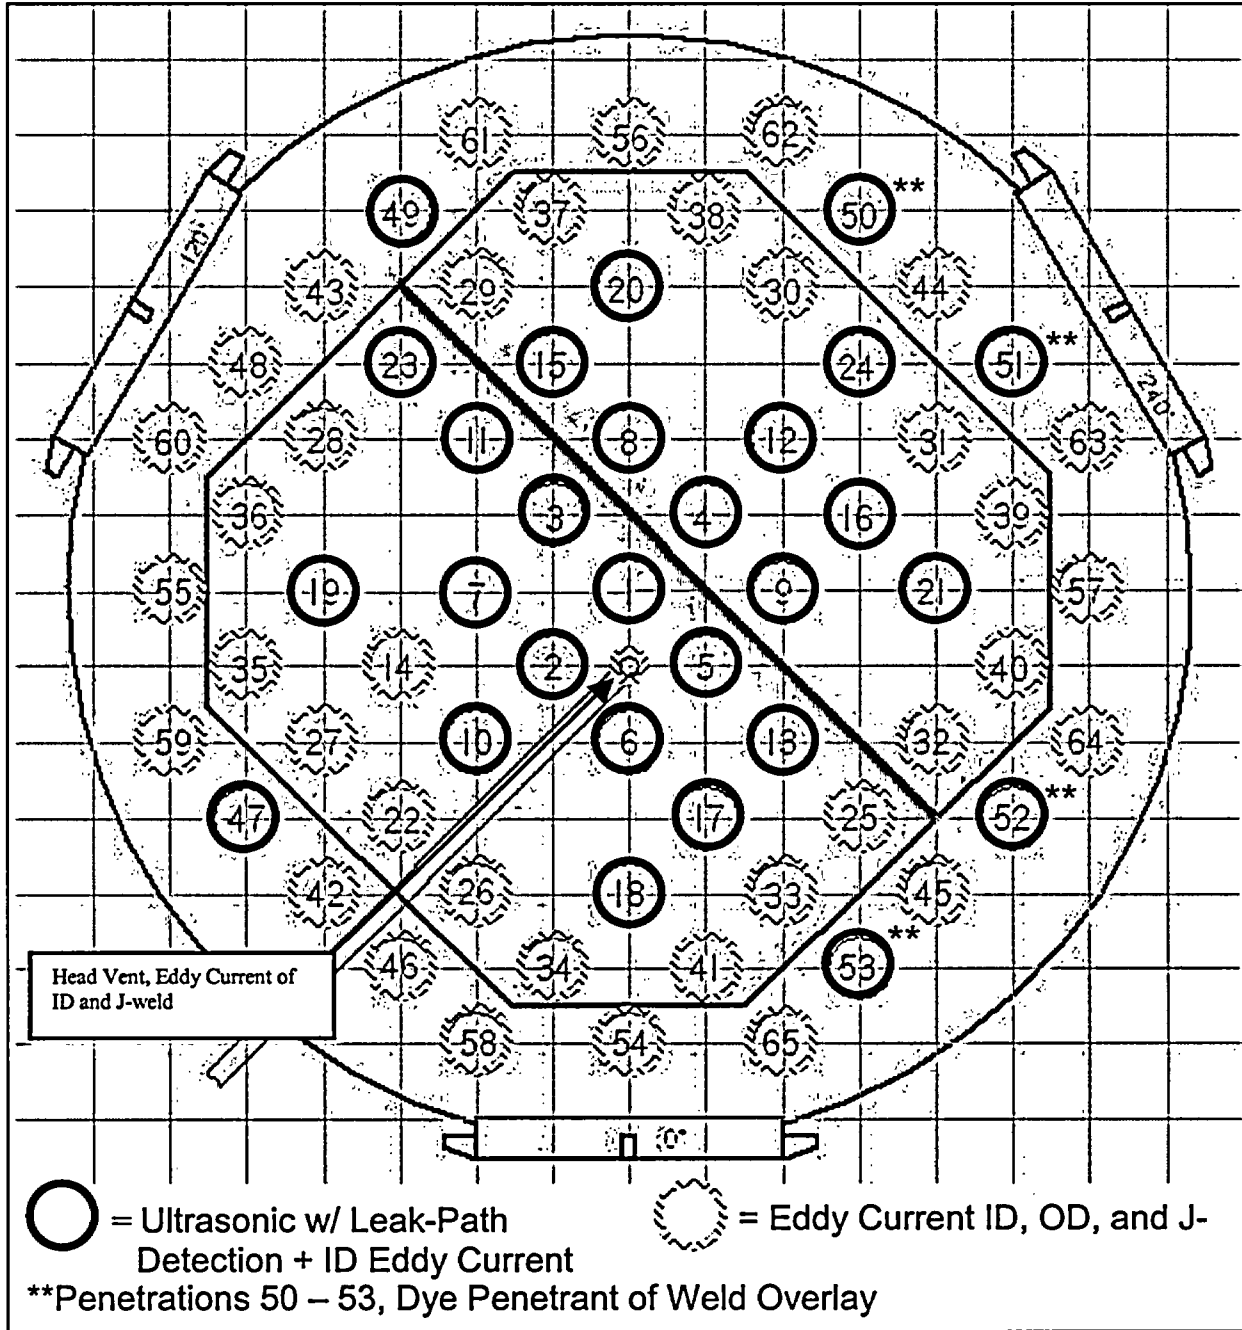 61 56 62
49 37 38 50**
43 29 20 30 44
120°
48 23 15 24 51**
240
60 28 11 8 12 31 63
36 3 4 16 39
55 19 7 1 9 21 57
35 14 2 5 40
59 27 10 6 13 32 64
47 22 17 25 52**
42 26 18 33 45
46 34 41 53**
Head Vent, Eddy Current of
ID and J-weld
58 54 65
0°
= Ultrasonic w/ Leak-Path
Detection + ID Eddy Current
= Eddy Current ID, OD, and J-
**Penetrations 50 – 53, Dye Penetrant of Weld Overlay